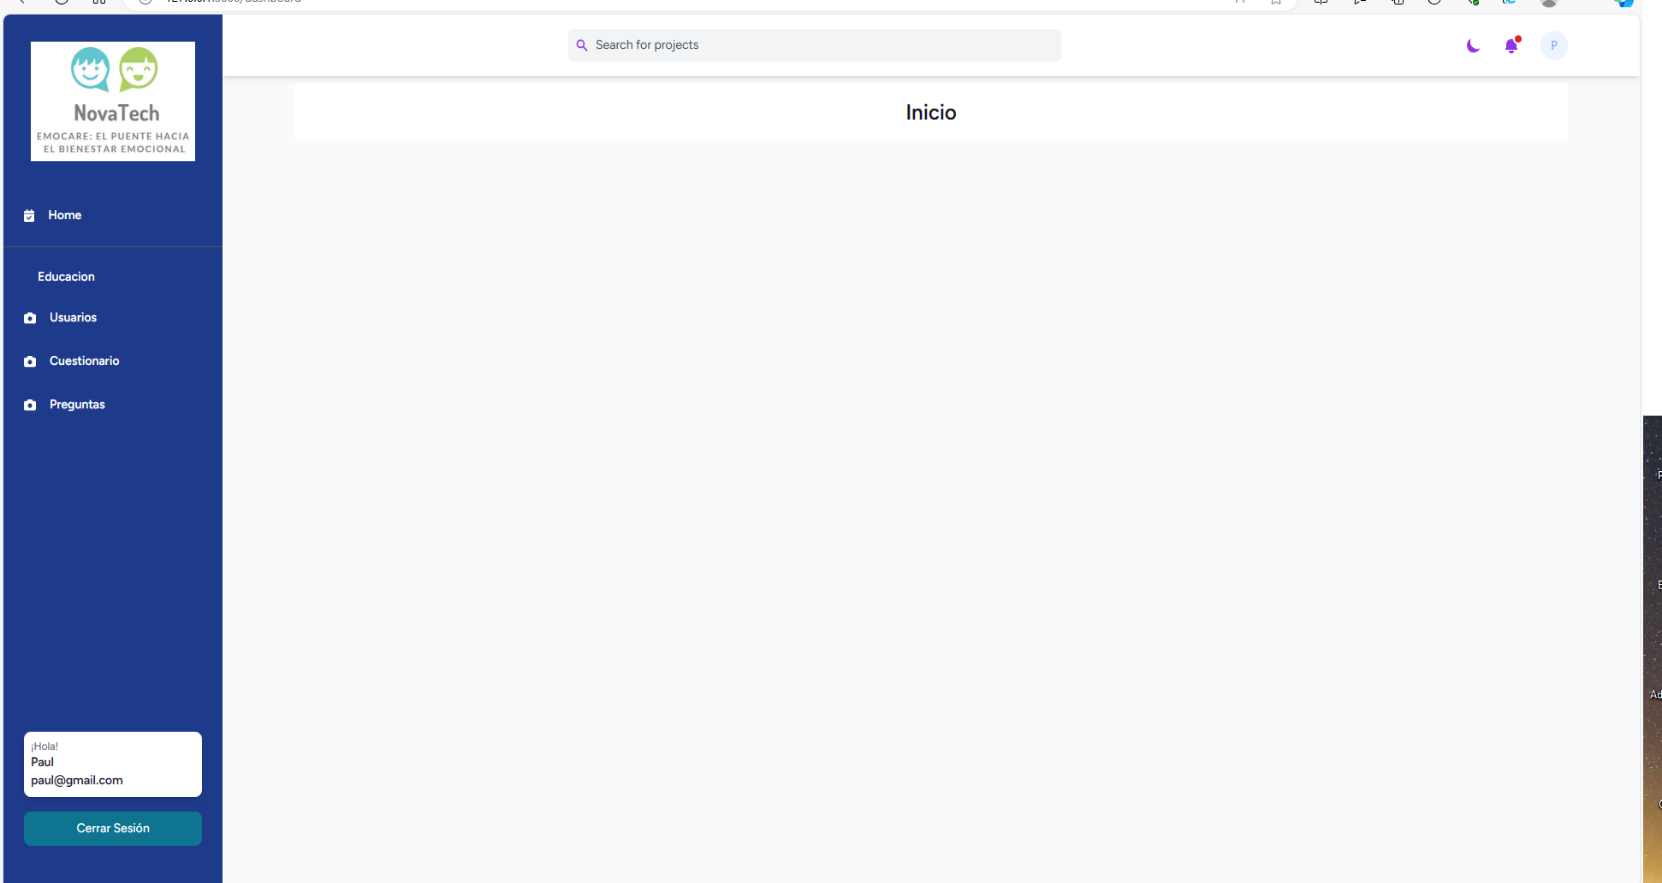 Search for projects
P
NovaTech
EMOCARE: EL PUENTE HACIA
EL BIENESTAR EMOCIONAL
Inicio
Home
Educacion
Usuarios
Cuestionario
Preguntas
¡Hola!
Paul
paul@gmail.com
Cerrar Sesión
Ad